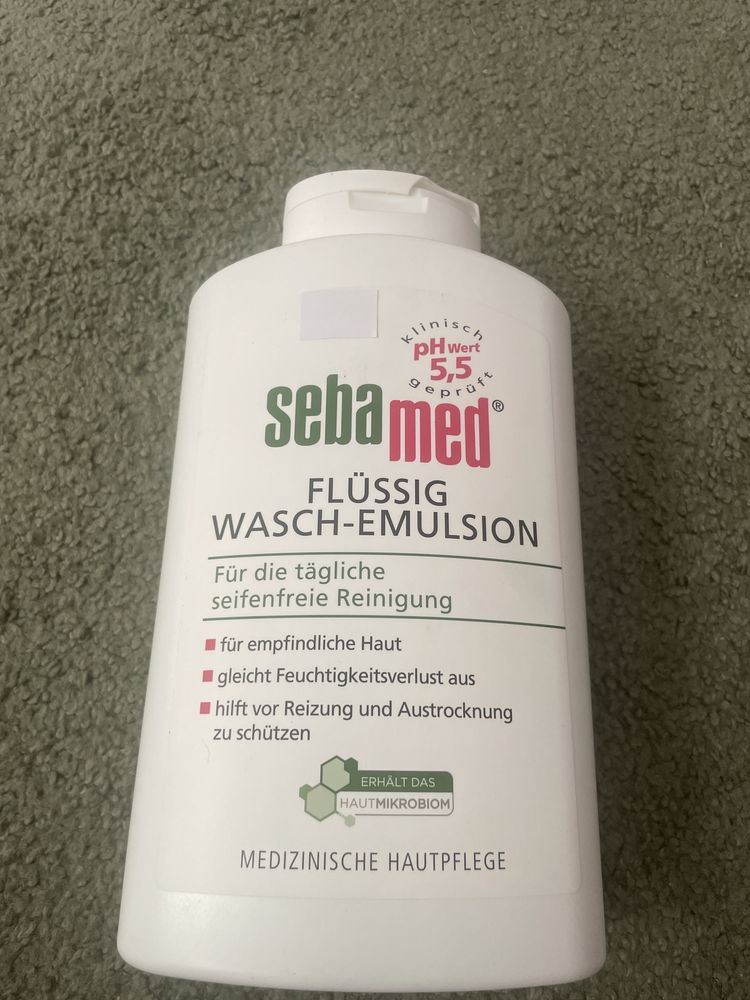 klinisch
pH Wert
5,5
geprüft
sebamed®
FLÜSSIG
WASCH-EMULSION
Für die tägliche
seifenfreie Reinigung
für empfindliche Haut
gleicht Feuchtigkeitsverlust aus
hilft vor Reizung und Austrocknung
zu schützen
ERHÄLT DAS
HAUTMIKROBIOM
MEDIZINISCHE HAUTPFLEGE